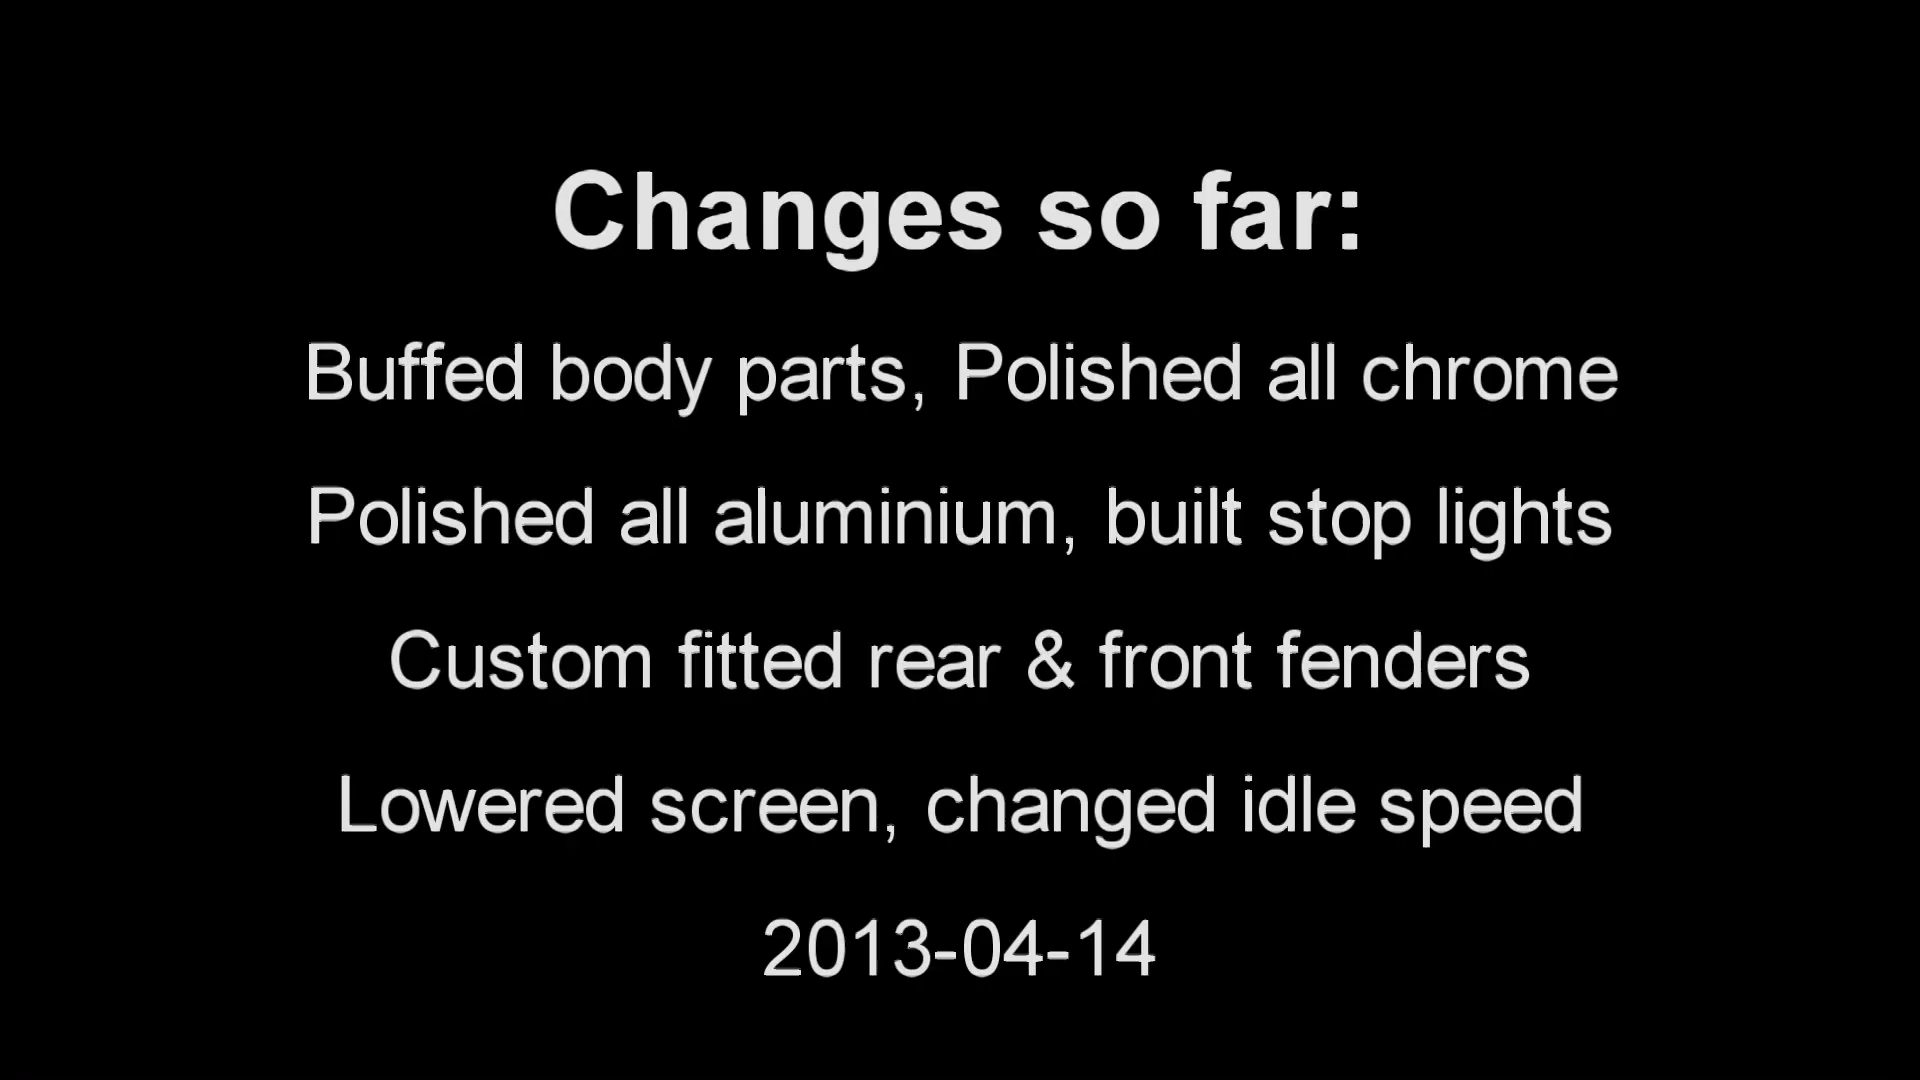 Changes so far:
Buffed body parts, Polished all chrome
Polished all aluminium, built stop lights
Custom fitted rear & front fenders
Lowered screen, changed idle speed
2013-04-14